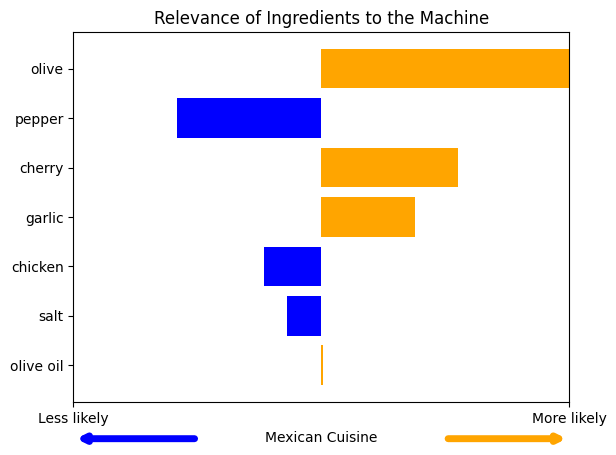 Relevance of Ingredients to the Machine
olive
pepper
cherry
garlic
chicken
salt
olive oil
Less likely
More likely
Mexican Cuisine